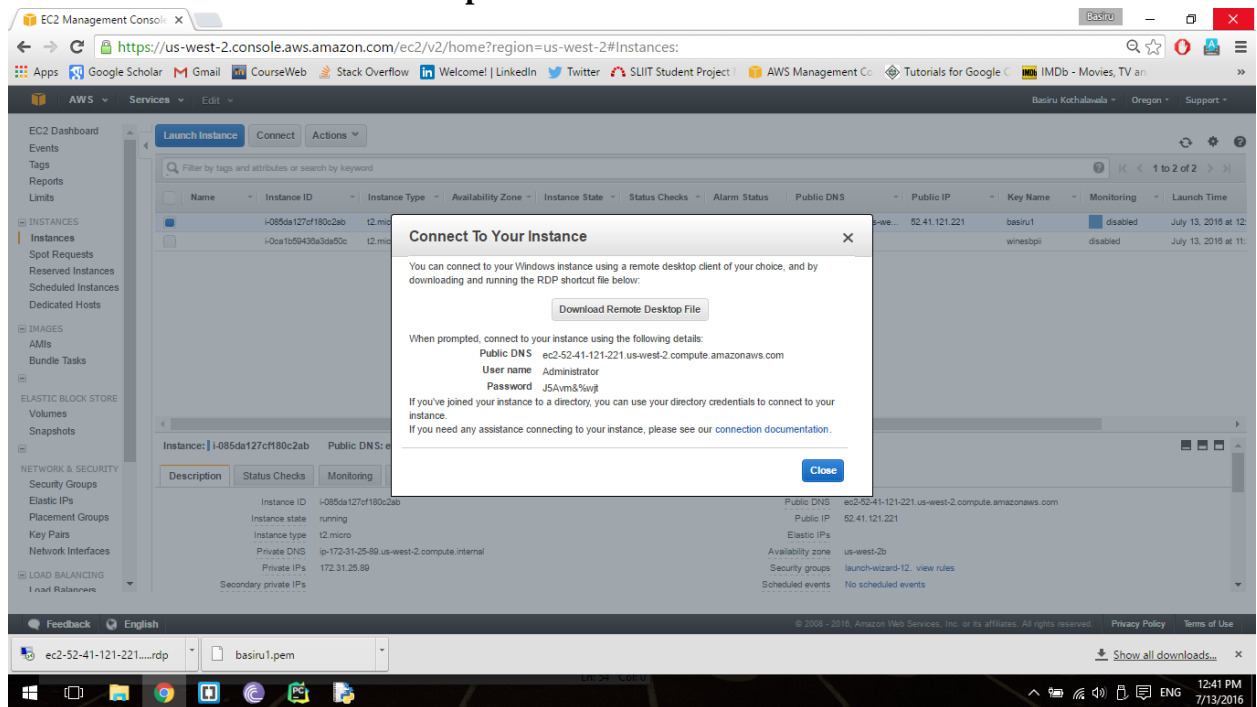 EC2 Management Console
Basiru
https://us-west-2.console.aws.amazon.com/ec2/v2/home?region=us-west-2#Instances:
Apps Google Scholar Gmail CourseWeb Stack Overflow Welcome! | LinkedIn Twitter SLIIT Student Project AWS Management Co Tutorials for Google C IMDb - Movies, TV an »
AWS Services Edit Basiru Kothalawala Oregon Support
EC2 Dashboard
Events
Tags
Reports
Limits
INSTANCES
Instances
Spot Requests
Reserved Instances
Scheduled Instances
Dedicated Hosts
IMAGES
AMIs
Bundle Tasks
ELASTIC BLOCK STORE
Volumes
Snapshots
NETWORK & SECURITY
Security Groups
Elastic IPs
Placement Groups
Key Pairs
Network Interfaces
LOAD BALANCING
Load Balancers
Launch Instance Connect Actions
Filter by tags and attributes or search by keyword
1 to 2 of 2
Name Instance ID Instance Type Availability Zone Instance State Status Checks Alarm Status Public DNS Public IP Key Name Monitoring Launch Time
i-085da127cf180c2ab t2.mic s-we... 52.41.121.221 basiru1 disabled July 13, 2016 at 12:
i-0ca1b59436a3da50c t2.mic winesbpii disabled July 13, 2016 at 11:
Connect To Your Instance
You can connect to your Windows instance using a remote desktop client of your choice, and by
downloading and running the RDP shortcut file below:
Download Remote Desktop File
When prompted, connect to your instance using the following details:
Public DNS ec2-52-41-121-221.us-west-2.compute.amazonaws.com
User name Administrator
Password J5Avm&%wjt
If you've joined your instance to a directory, you can use your directory credentials to connect to your
instance.
If you need any assistance connecting to your instance, please see our connection documentation.
Close
Instance: i-085da127cf180c2ab Public DNS: e
Description Status Checks Monitoring
Instance ID i-085da127cf180c2ab
Instance state running
Instance type t2.micro
Private DNS ip-172-31-25-89.us-west-2.compute.internal
Private IPs 172.31.25.89
Secondary private IPs
Public DNS ec2-52-41-121-221.us-west-2.compute.amazonaws.com
Public IP 52.41.121.221
Elastic IPs
Availability zone us-west-2b
Security groups launch-wizard-12. view rules
Scheduled events No scheduled events
Feedback English © 2008 - 2016, Amazon Web Services, Inc. or its affiliates. All rights reserved. Privacy Policy Terms of Use
ec2-52-41-121-221.....rdp basiru1.pem Show all downloads...
Ln: 54 Col: 0
ENG 12:41 PM
7/13/2016